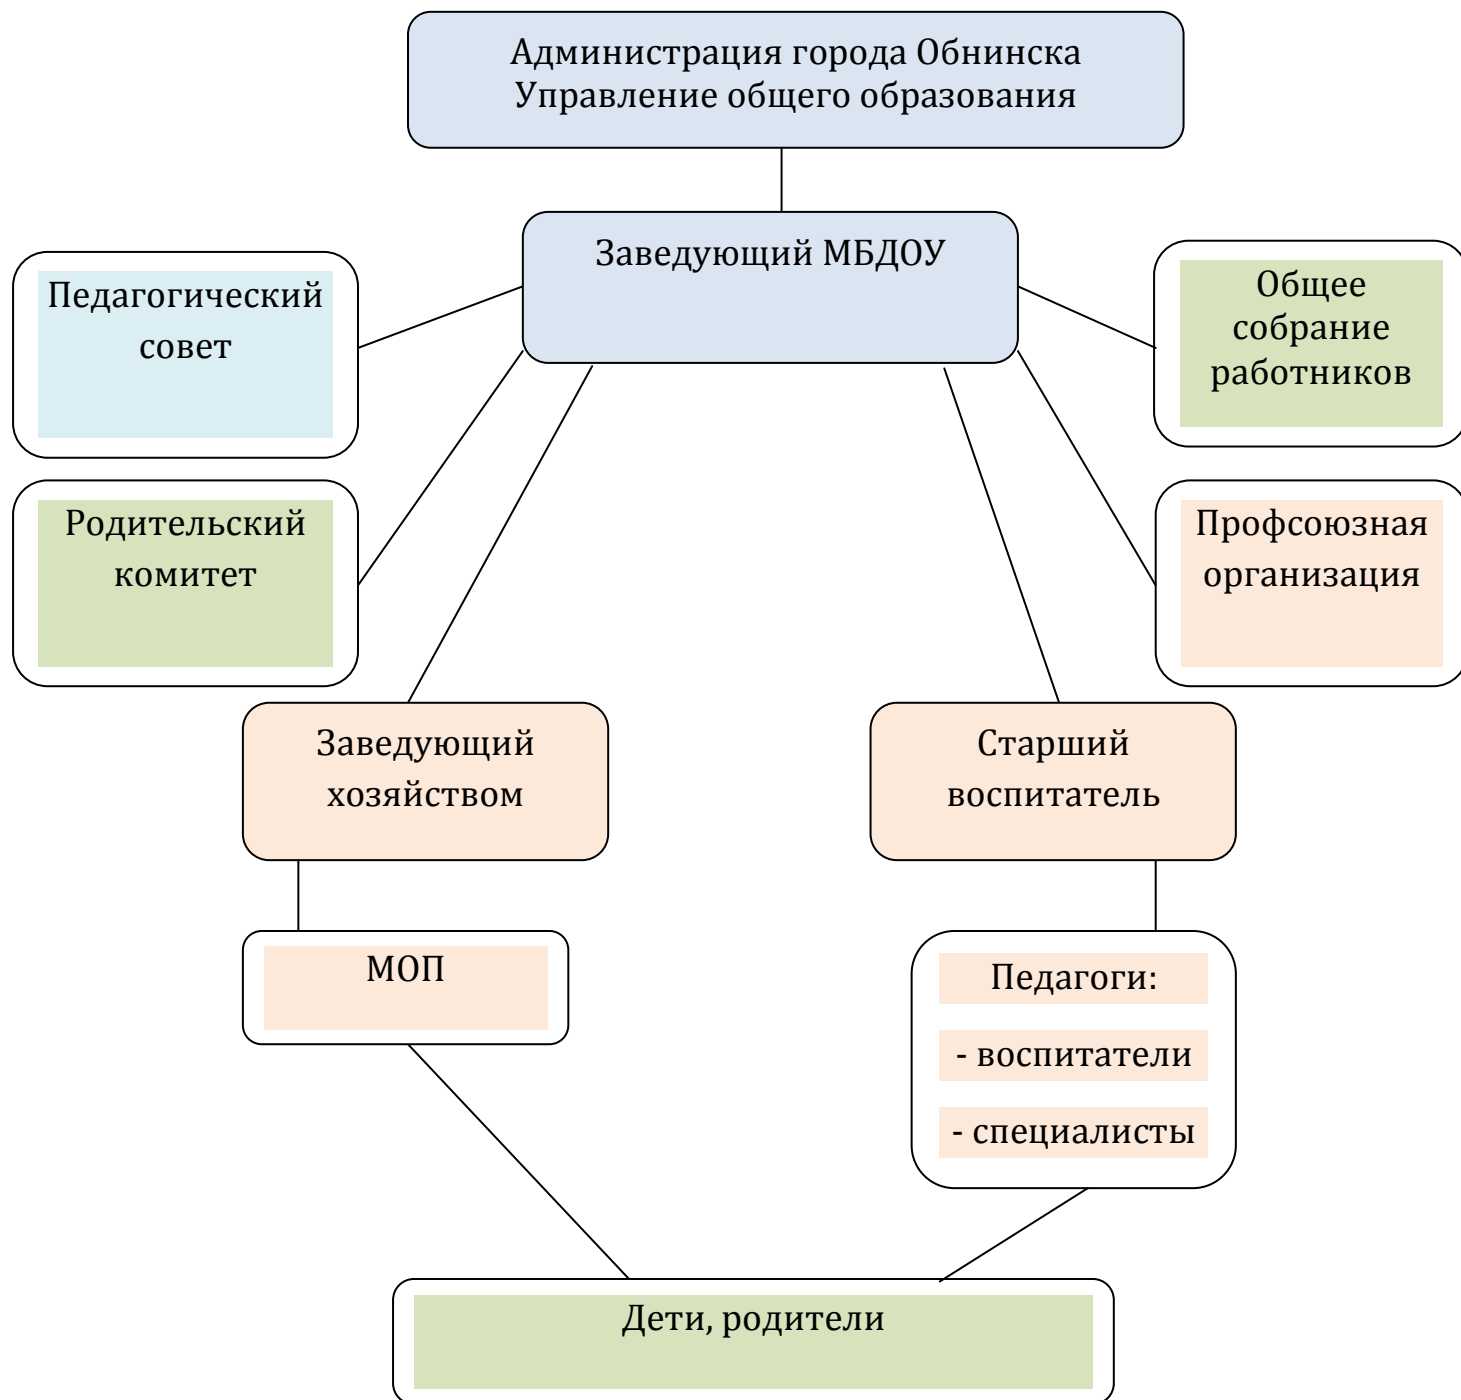 Администрация города Обнинска
Управление общего образования
Заведующий МБДОУ
Педагогический
совет
Общее
собрание
работников
Родительский
комитет
Профсоюзная
организация
Заведующий
хозяйством
Старший
воспитатель
МОП
Педагоги:
- воспитатели
- специалисты
Дети, родители